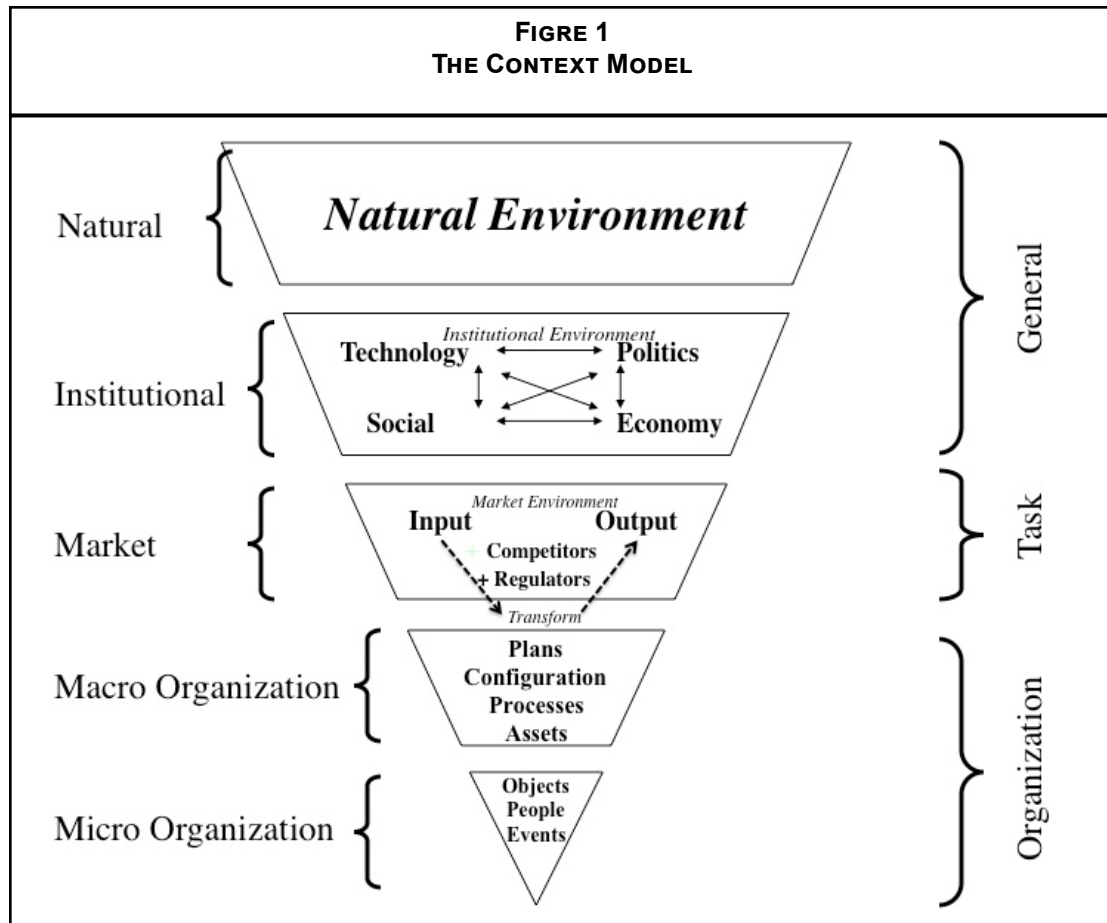 FIGRE 1
THE CONTEXT MODEL
Natural
Natural Environment
General
Institutional
Institutional Environment
Technology Politics
Social Economy
Market
Market Environment
Input Output
+ Competitors
+ Regulators
Task
Transform
Macro Organization
Plans
Configuration
Processes
Assets
Organization
Micro Organization
Objects
People
Events